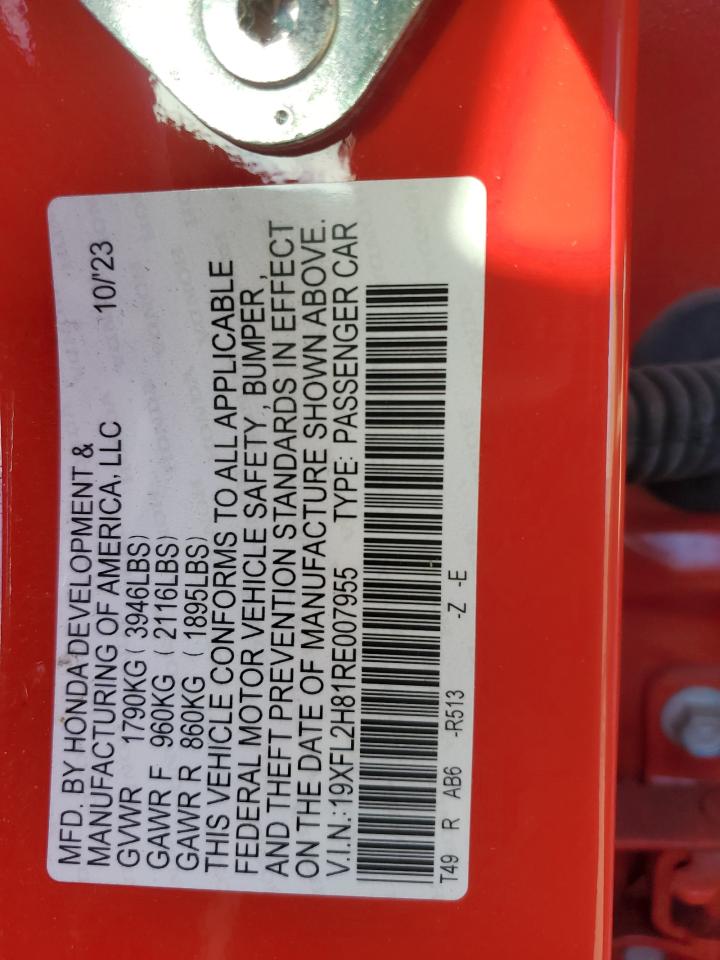 MFD. BY HONDA DEVELOPMENT &
MANUFACTURING OF AMERICA, LLC 10/'23
GVWR 1790KG ( 3946LBS)
GAWR F 960KG ( 2116LBS)
GAWR R 860KG ( 1895LBS)
THIS VEHICLE CONFORMS TO ALL APPLICABLE
FEDERAL MOTOR VEHICLE SAFETY , BUMPER ,
AND THEFT PREVENTION STANDARDS IN EFFECT
ON THE DATE OF MANUFACTURE SHOWN ABOVE.
V.I.N.:19XFL2H81RE007955 TYPE: PASSENGER CAR
T49 R AB6 -R513 -Z -E